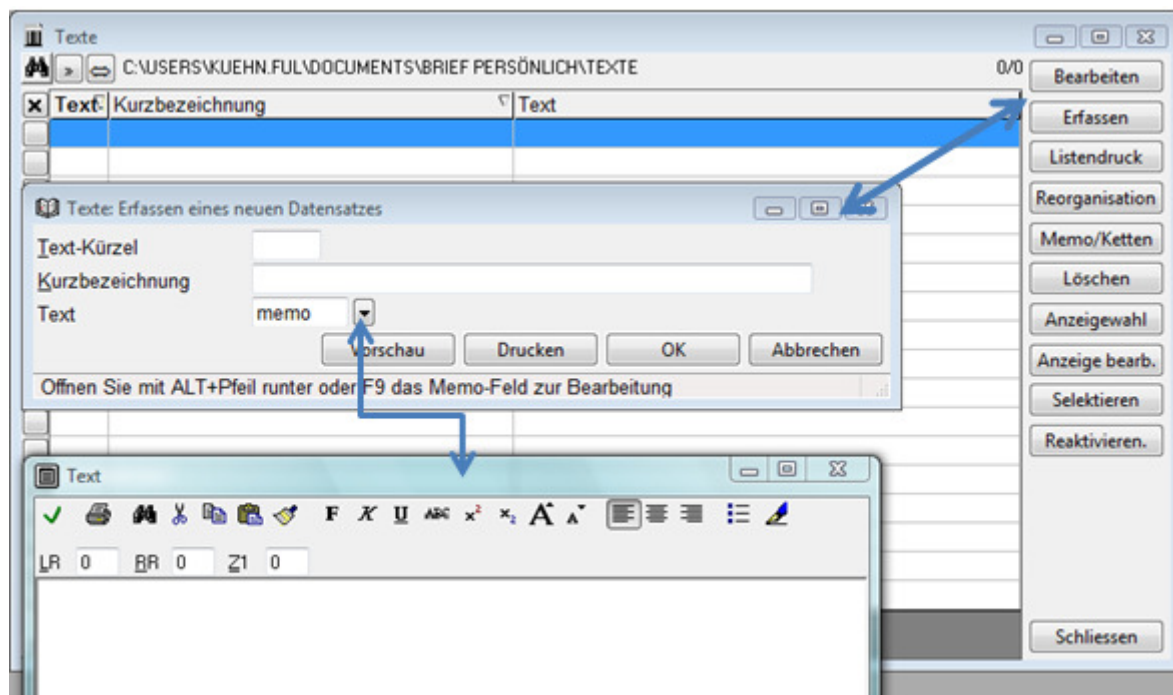 Texte
C:\USERS\KUEHN.FUL\DOCUMENTS\BRIEF PERSÖNLICH\TEXTE 0/0
Text- Kurzbezeichnung Text
Bearbeiten
Erfassen
Listendruck
Reorganisation
Memo/Ketten
Löschen
Anzeigewahl
Anzeige bearb.
Selektieren
Reaktivieren.
Schliessen
Texte: Erfassen eines neuen Datensatzes
Text-Kürzel
Kurzbezeichnung
Text memo
Vorschau Drucken OK Abbrechen
Öffnen Sie mit ALT+Pfeil runter oder F9 das Memo-Feld zur Bearbeitung
Text
F K U ABC x² x₂ A A
LR 0 RR 0 Z1 0